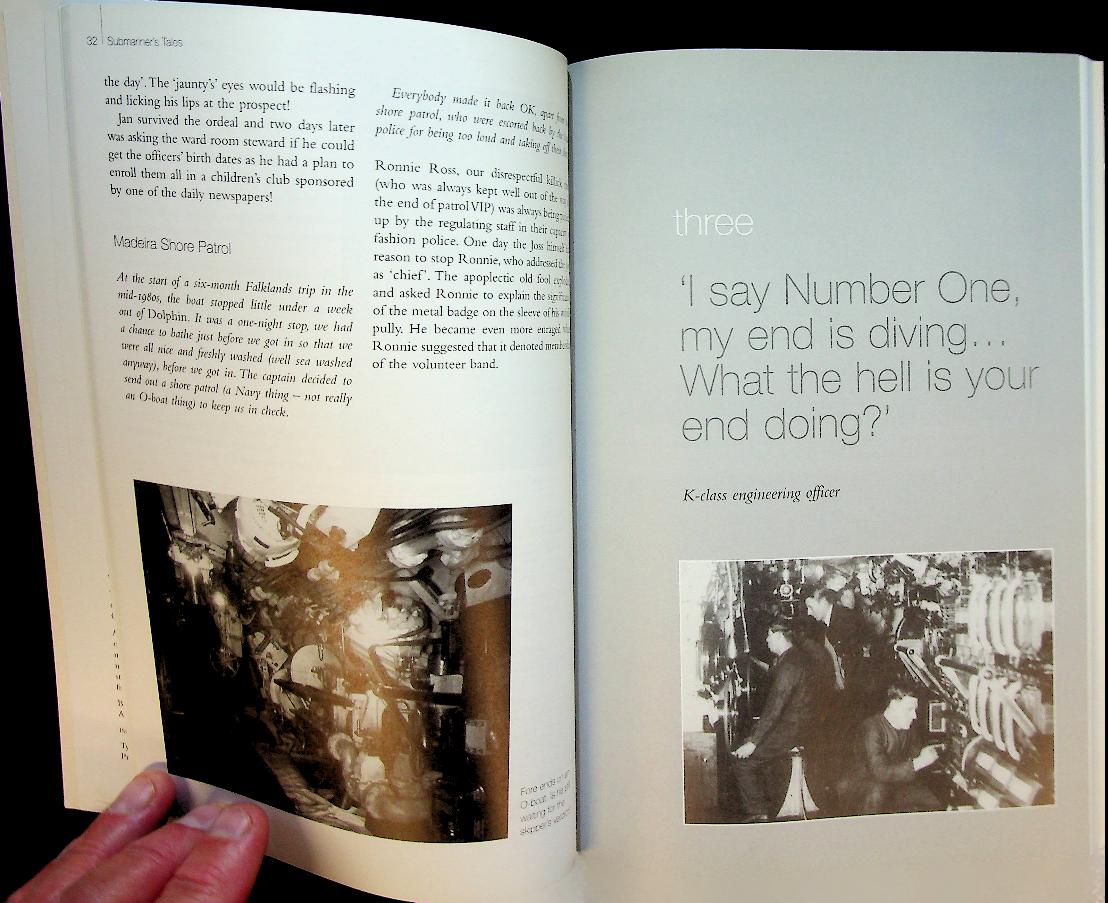 32 Submariner's Tales
the day'. The 'jaunty's' eyes would be flashing
and licking his lips at the prospect!
Jan survived the ordeal and two days later
was asking the ward room steward if he could
get the officers' birth dates as he had a plan to
enroll them all in a children's club sponsored
by one of the daily newspapers!
Madeira Shore Patrol
At the start of a six-month Falklands trip in the
mid-1980s, the boat stopped little under a week
out of Dolphin. It was a one-night stop, we had
a chance to bathe just before we got in so that we
were all nice and freshly washed (well sea washed
anyway), before we got in. The captain decided to
send out a shore patrol (a Navy thing – not really
an O-boat thing) to keep us in check.
Everybody made it back OK, apart
shore patrol, who were escorted back by
police for being too loud and taking off their
Ronnie Ross, our disrespectful killick
(who was always kept well out of the
the end of patrol VIP) was always being
up by the regulating staff in their
fashion police. One day the Joss himself
reason to stop Ronnie, who addressed
as 'chief'. The apoplectic old fool
and asked Ronnie to explain the
of the metal badge on the sleeve of his
pully. He became even more enraged
Ronnie suggested that it denoted
of the volunteer band.
Fore ends
O-boat.
waiting for the
skipper's
three
'I say Number One,
my end is diving...
What the hell is your
end doing?'
K-class engineering officer